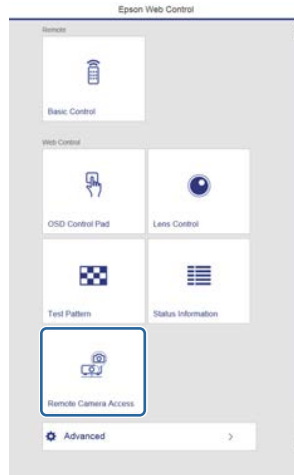 Epson Web Control
Remote
Basic Control
Web Control
OSD Control Pad
Lens Control
Test Pattern
Status Information
Remote Camera Access
Advanced